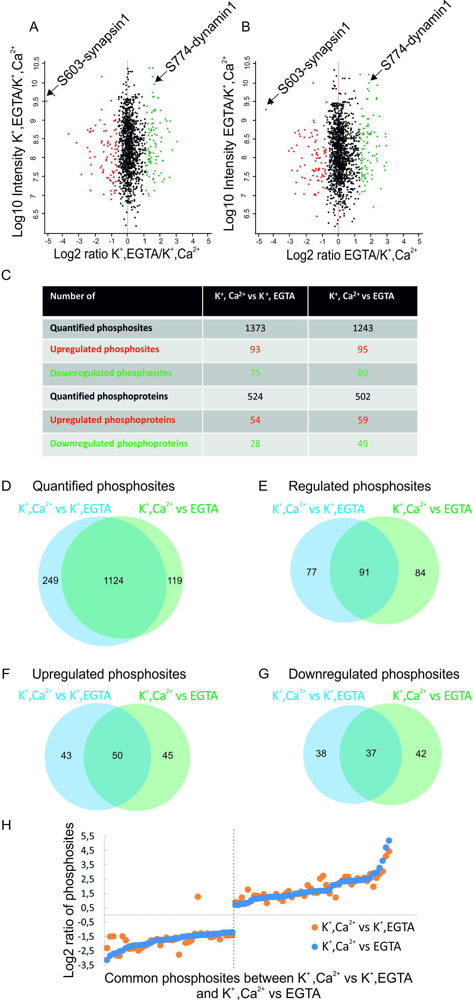 A
B
S603-synapsin1
S774-dynamin1
S603-synapsin1
S774-dynamin1
Log10 Intensity K⁺,EGTA/K⁺,Ca²⁺
10.5
10
9.5
9
8.5
8
7.5
7
6.5
-5 -4 -3 -2 -1 0 1 2 3 4 5
Log2 ratio K⁺,EGTA/K⁺,Ca²⁺
Log10 Intensity EGTA/K⁺,Ca²⁺
10.5
10
9.5
9
8.5
8
7.5
7
6.5
-5 -4 -3 -2 -1 0 1 2 3 4 5
Log2 ratio EGTA/K⁺,Ca²⁺
C
Number of K⁺, Ca²⁺ vs K⁺, EGTA K⁺, Ca²⁺ vs EGTA
Quantified phosphosites 1373 1243
Upregulated phosphosites 93 95
Downregulated phosphosites 75 80
Quantified phosphoproteins 524 502
Upregulated phosphoproteins 54 59
Downregulated phosphoproteins 28 49
D Quantified phosphosites
K⁺,Ca²⁺ vs K⁺,EGTA K⁺,Ca²⁺ vs EGTA
249 1124 119
E Regulated phosphosites
K⁺,Ca²⁺ vs K⁺,EGTA K⁺,Ca²⁺ vs EGTA
77 91 84
F Upregulated phosphosites
K⁺,Ca²⁺ vs K⁺,EGTA K⁺,Ca²⁺ vs EGTA
43 50 45
G Downregulated phosphosites
K⁺,Ca²⁺ vs K⁺,EGTA K⁺,Ca²⁺ vs EGTA
38 37 42
H
Log2 ratio of phosphosites
5,5
4,5
3,5
2,5
1,5
0,5
-0,5
-1,5
-2,5
-3,5
K⁺,Ca²⁺ vs K⁺,EGTA
K⁺,Ca²⁺ vs EGTA
Common phosphosites between K⁺,Ca²⁺ vs K⁺,EGTA
and K⁺,Ca²⁺ vs EGTA